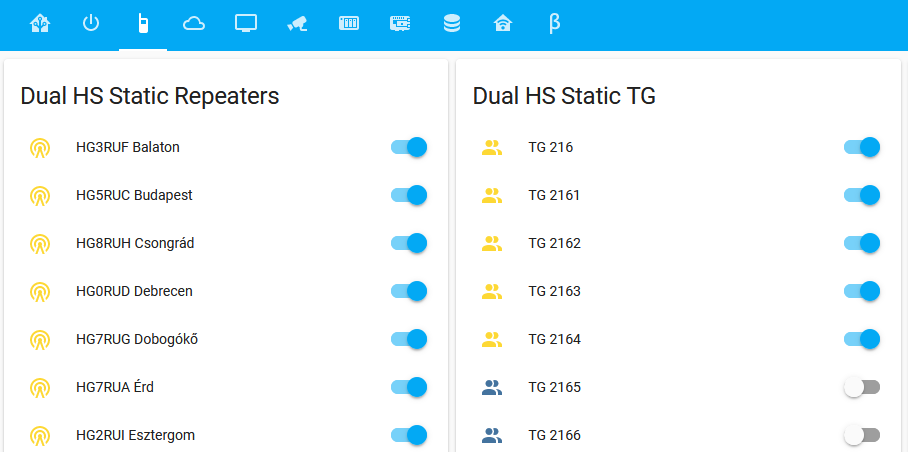 β
Dual HS Static Repeaters
HG3RUF Balaton
HG5RUC Budapest
HG8RUH Csongrád
HG0RUD Debrecen
HG7RUG Dobogókő
HG7RUA Érd
HG2RUI Esztergom
Dual HS Static TG
TG 216
TG 2161
TG 2162
TG 2163
TG 2164
TG 2165
TG 2166